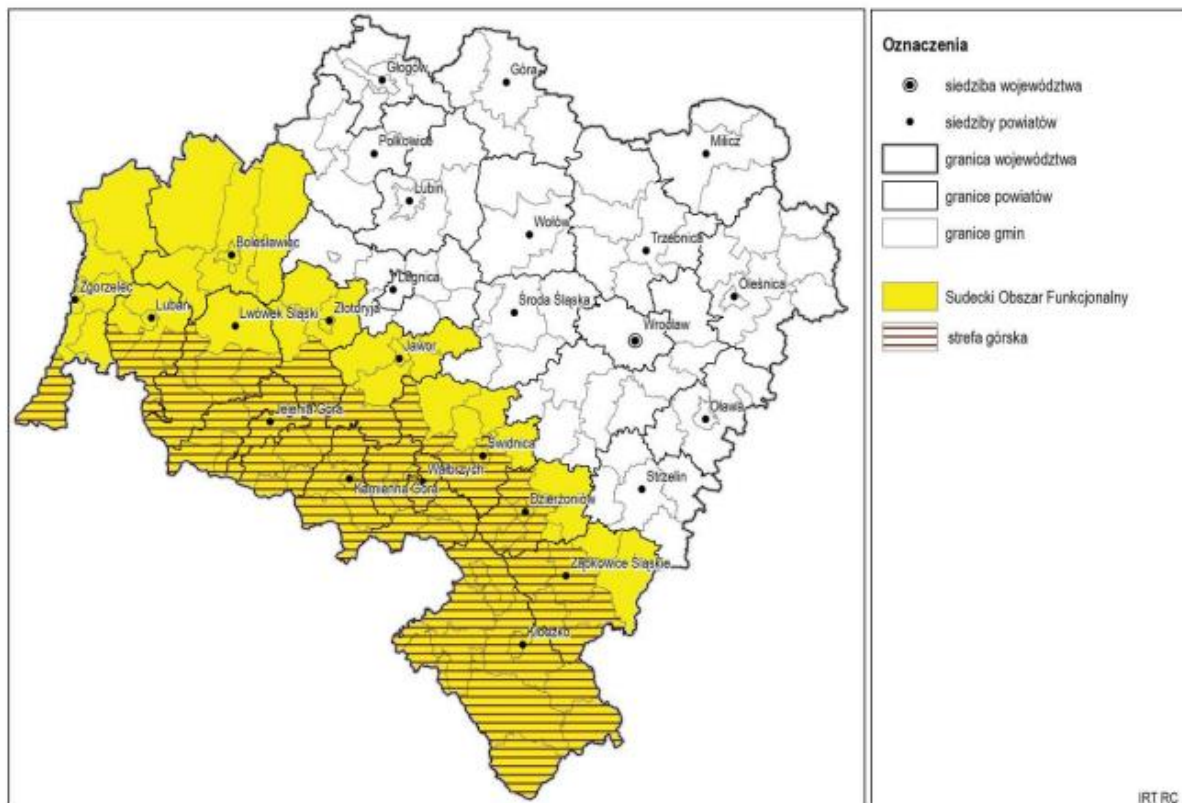 Głogów
Góra
Polkowice
Milicz
Lubin
Wołów
Trzebnica
Bolesławiec
Legnica
Oleśnica
Zgorzelec
Środa Śląska
Lubań
Lwówek Śląski
Złotoryja
Wrocław
Jawor
Jelenia Góra
Oława
Świdnica
Wałbrzych
Kamienna Góra
Strzelin
Dzierżoniów
Ząbkowice Śląskie
Kłodzko
Oznaczenia
siedziba województwa
siedziby powiatów
granica województwa
granice powiatów
granice gmin
Sudecki Obszar Funkcjonalny
strefa górska
IRT RC